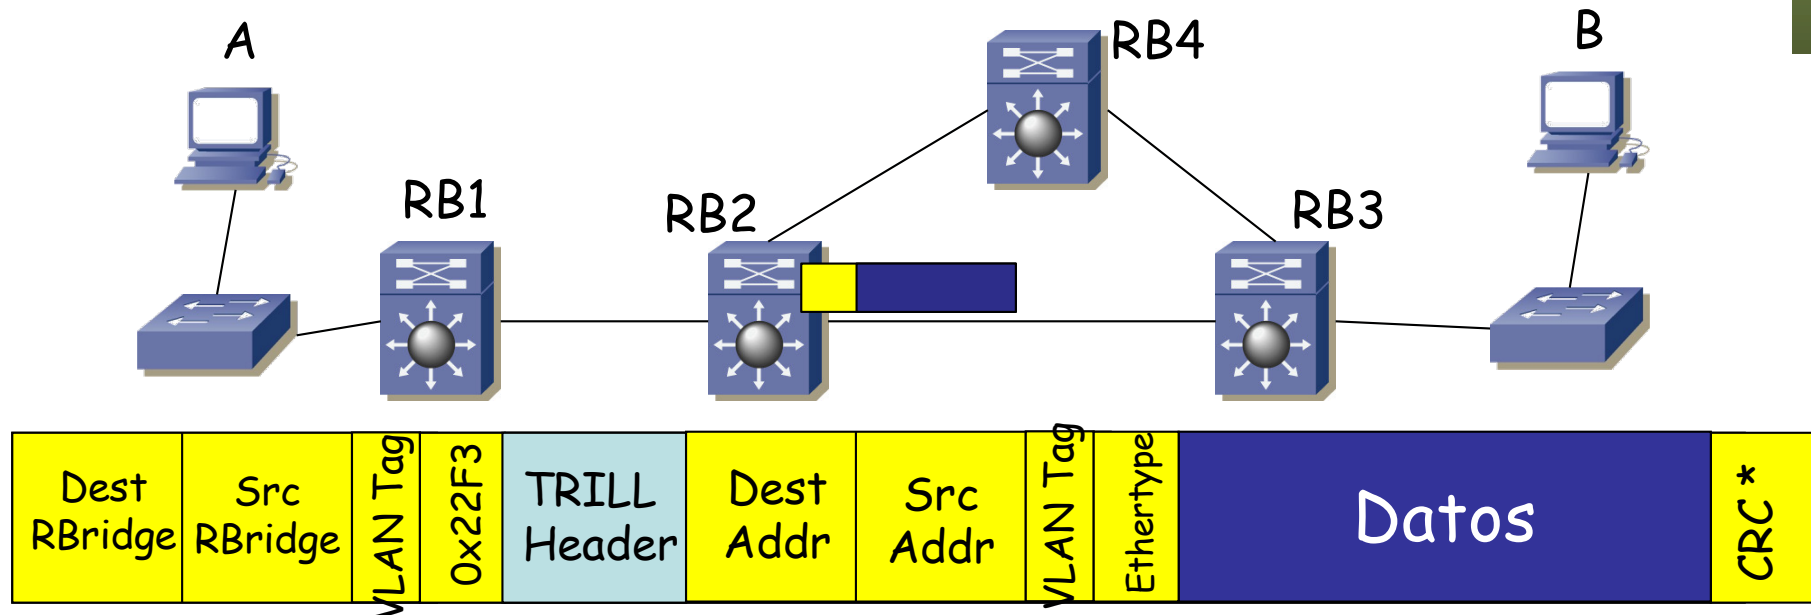 A
RB4
B
RB1
RB2
RB3
Dest
RBridge
Src
RBridge
VLAN Tag
0x22F3
TRILL
Header
Dest
Addr
Src
Addr
VLAN Tag
Ethertype
Datos
CRC *